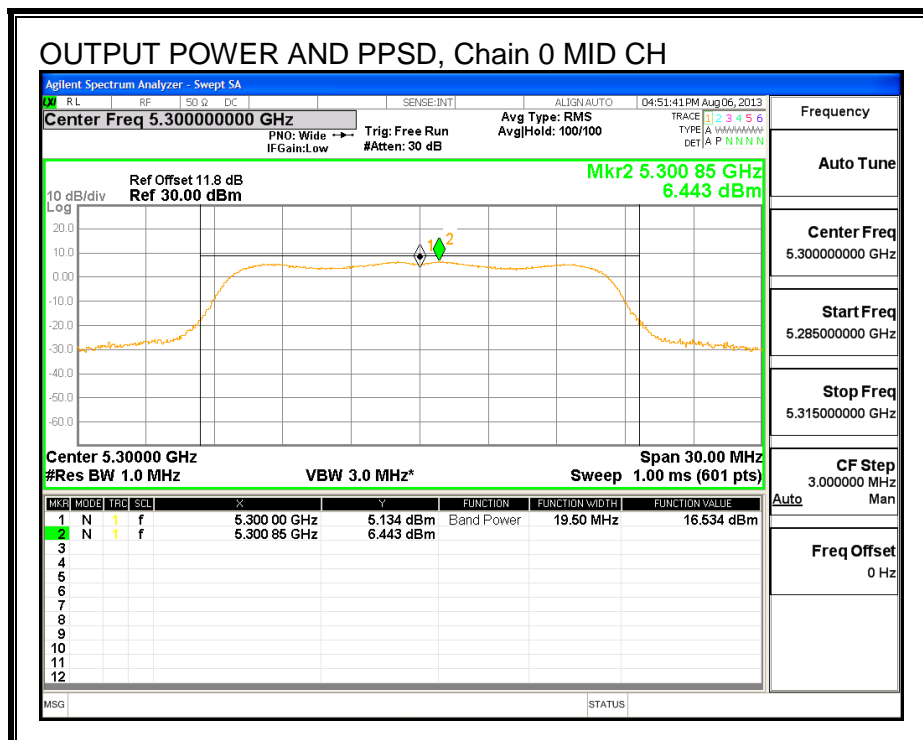 OUTPUT POWER AND PPSD, Chain 0 MID CH
Agilent Spectrum Analyzer - Swept SA
LXI RL RF 50 Ω DC SENSE:INT ALIGN AUTO 04:51:41 PM Aug 06, 2013
Center Freq 5.300000000 GHz
PNO: Wide
IFGain:Low
Trig: Free Run
#Atten: 30 dB
Avg Type: RMS
Avg|Hold: 100/100
TRACE 1 2 3 4 5 6
TYPE A WWWWW
DET A P N N N N
Mkr2 5.300 85 GHz
6.443 dBm
Ref Offset 11.8 dB
10 dB/div Ref 30.00 dBm
Log
20.0
10.0
0.00
-10.0
-20.0
-30.0
-40.0
-50.0
-60.0
1 2
Center 5.30000 GHz Span 30.00 MHz
#Res BW 1.0 MHz VBW 3.0 MHz* Sweep 1.00 ms (601 pts)
MKR MODE TRC SCL X Y FUNCTION FUNCTION WIDTH FUNCTION VALUE
1 N 1 f 5.300 00 GHz 5.134 dBm Band Power 19.50 MHz 16.534 dBm
2 N 1 f 5.300 85 GHz 6.443 dBm
3
4
5
6
7
8
9
10
11
12
MSG STATUS
Frequency
Auto Tune
Center Freq
5.300000000 GHz
Start Freq
5.285000000 GHz
Stop Freq
5.315000000 GHz
CF Step
3.000000 MHz
Auto Man
Freq Offset
0 Hz